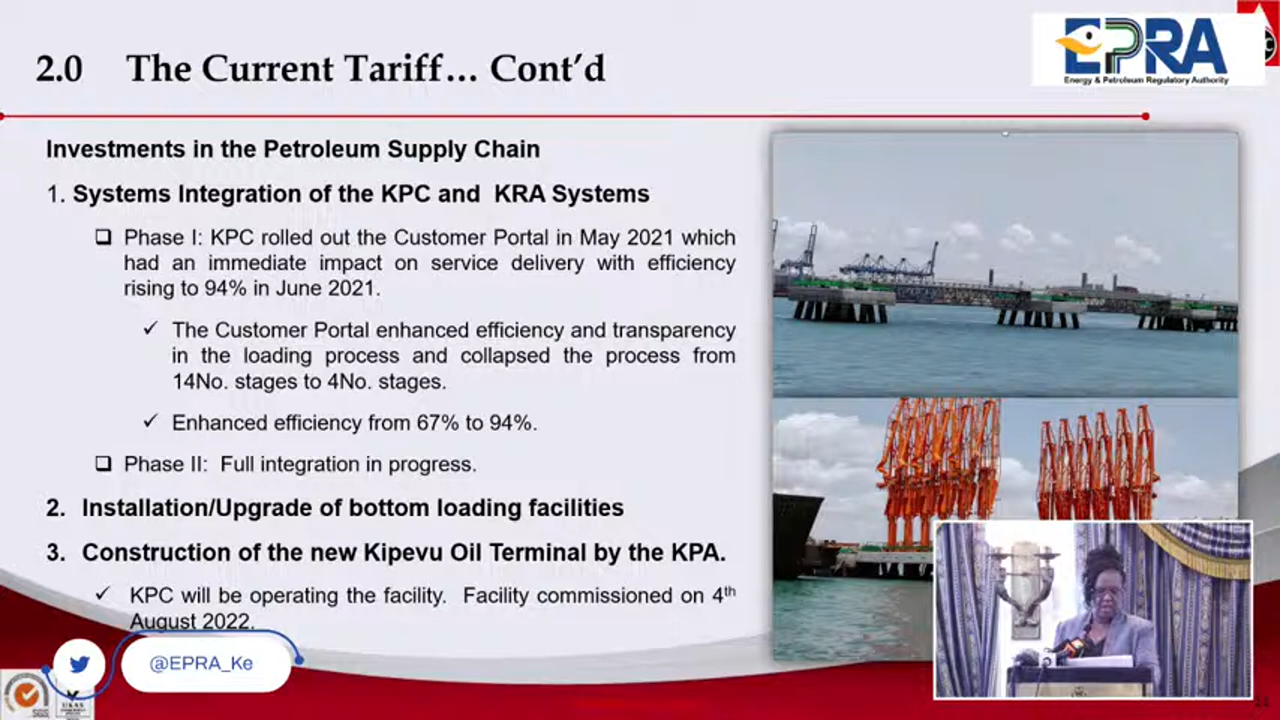 2.0 The Current Tariff… Cont’d
EPRA
Energy & Petroleum Regulatory Authority
Investments in the Petroleum Supply Chain
1. Systems Integration of the KPC and KRA Systems
Phase I: KPC rolled out the Customer Portal in May 2021 which
had an immediate impact on service delivery with efficiency
rising to 94% in June 2021.
The Customer Portal enhanced efficiency and transparency
in the loading process and collapsed the process from
14No. stages to 4No. stages.
Enhanced efficiency from 67% to 94%.
Phase II: Full integration in progress.
2. Installation/Upgrade of bottom loading facilities
3. Construction of the new Kipevu Oil Terminal by the KPA.
KPC will be operating the facility. Facility commissioned on 4th
August 2022.
@EPRA_Ke
SGS
UKAS